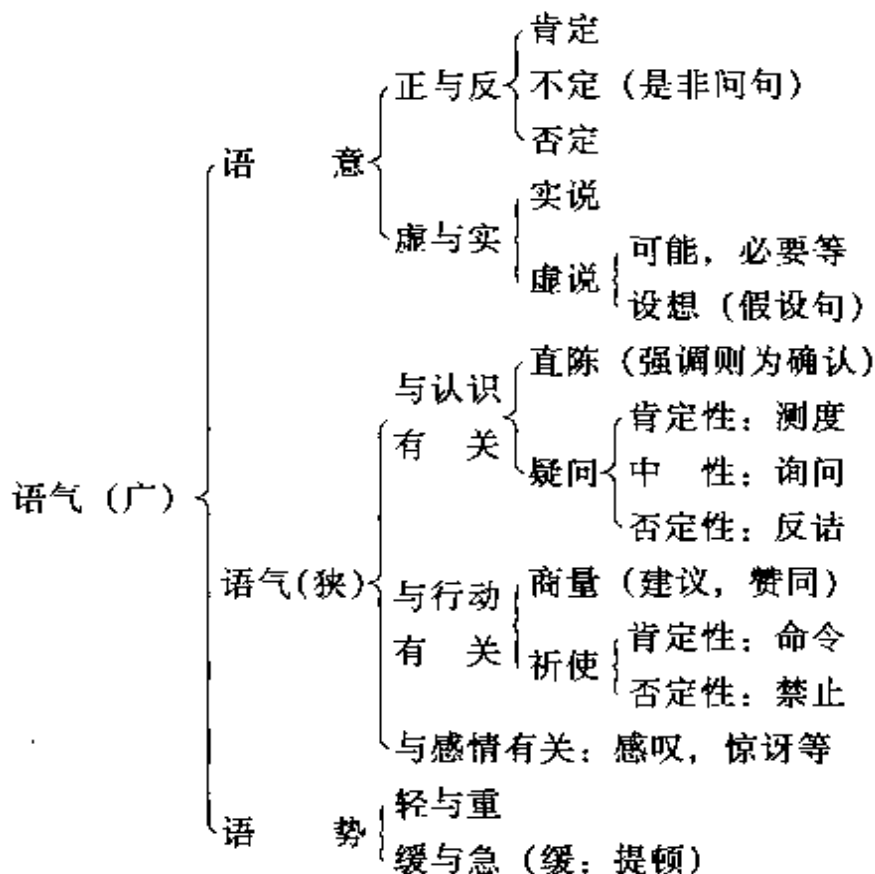 肯定
正与反
不定（是非问句）
否定
语 意
实说
虚与实
虚说
可能，必要等
设想（假设句）
直陈（强调则为确认）
与认识
有 关
肯定性：测度
疑问
中 性：询问
否定性：反诘
语气（广）
语气(狭)
商量（建议，赞同）
与行动
有 关
祈使
肯定性：命令
否定性：禁止
与感情有关：感叹，惊讶等
轻与重
语 势
缓与急（缓：提顿）